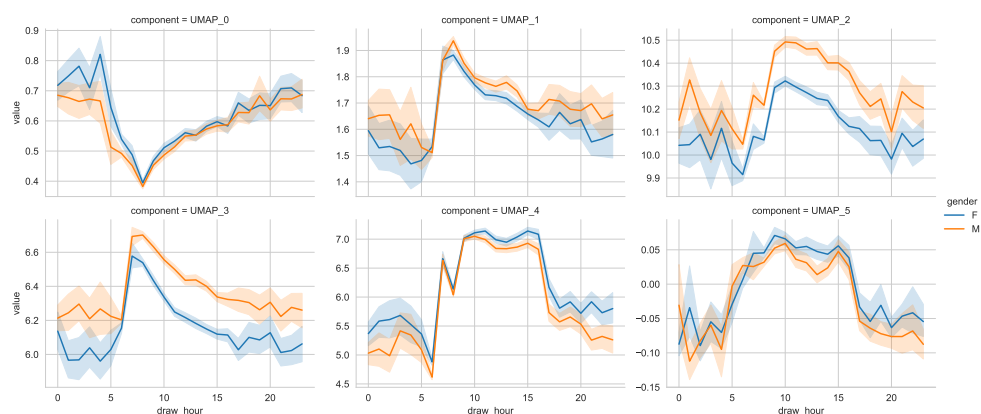 component = UMAP_0
component = UMAP_1
component = UMAP_2
0.9
0.8
0.7
0.6
0.5
0.4
value
1.9
1.8
1.7
1.6
1.5
1.4
10.5
10.4
10.3
10.2
10.1
10.0
9.9
component = UMAP_3
component = UMAP_4
component = UMAP_5
6.6
6.4
6.2
6.0
value
7.0
6.5
6.0
5.5
5.0
4.5
0.05
0.00
−0.05
−0.10
−0.15
0 5 10 15 20
0 5 10 15 20
0 5 10 15 20
draw_hour
draw_hour
draw_hour
gender
F
M